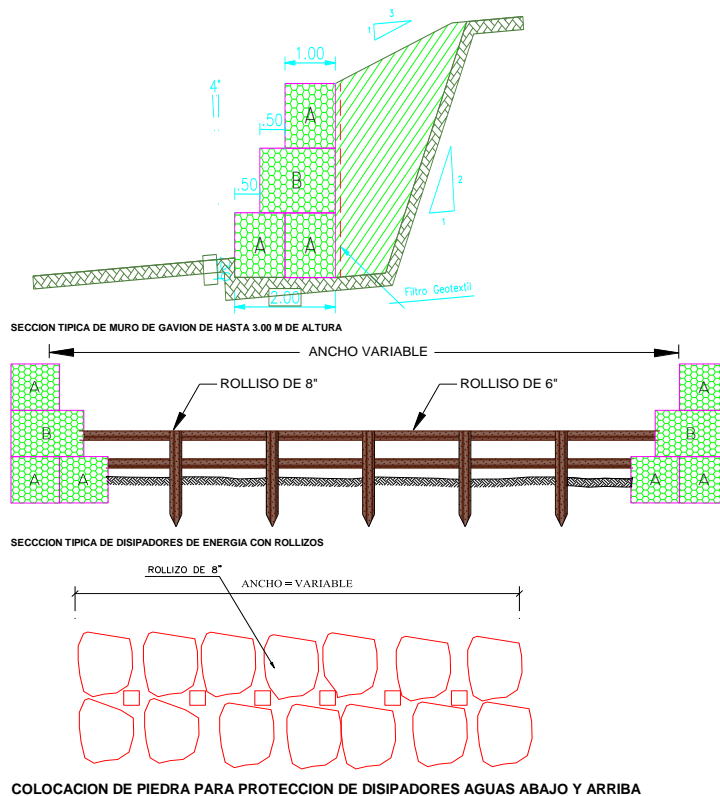 3
1
1.00
4"
A
.50
B
.50
2
1
A A
Filtro Geotextil
2.00
SECCION TIPICA DE MURO DE GAVION DE HASTA 3.00 M DE ALTURA
ANCHO VARIABLE
ROLLISO DE 8"
ROLLISO DE 6"
A
A
B
B
A A
A A
SECCCION TIPICA DE DISIPADORES DE ENERGIA CON ROLLIZOS
ROLLIZO DE 8"
ANCHO = VARIABLE
COLOCACION DE PIEDRA PARA PROTECCION DE DISIPADORES AGUAS ABAJO Y ARRIBA